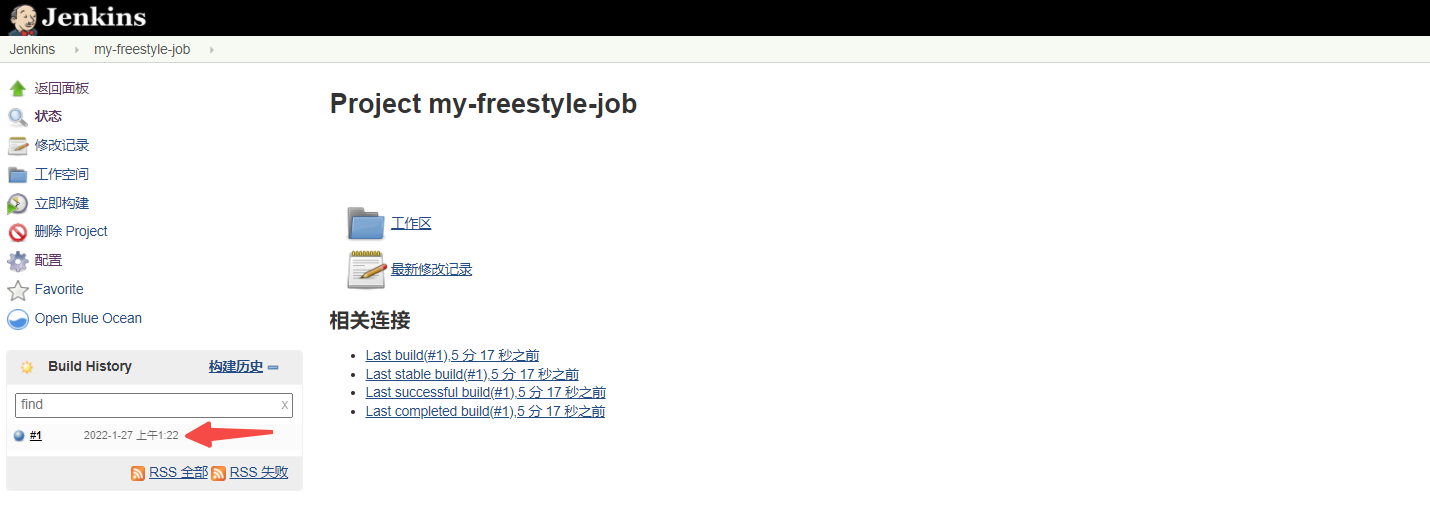 Jenkins
Jenkins my-freestyle-job
返回面板
状态
修改记录
工作空间
立即构建
删除 Project
配置
Favorite
Open Blue Ocean
Build History 构建历史
find x
#1 2022-1-27 上午1:22
RSS 全部 RSS 失败
Project my-freestyle-job
工作区
最新修改记录
相关连接
Last build(#1),5 分 17 秒之前
Last stable build(#1),5 分 17 秒之前
Last successful build(#1),5 分 17 秒之前
Last completed build(#1),5 分 17 秒之前